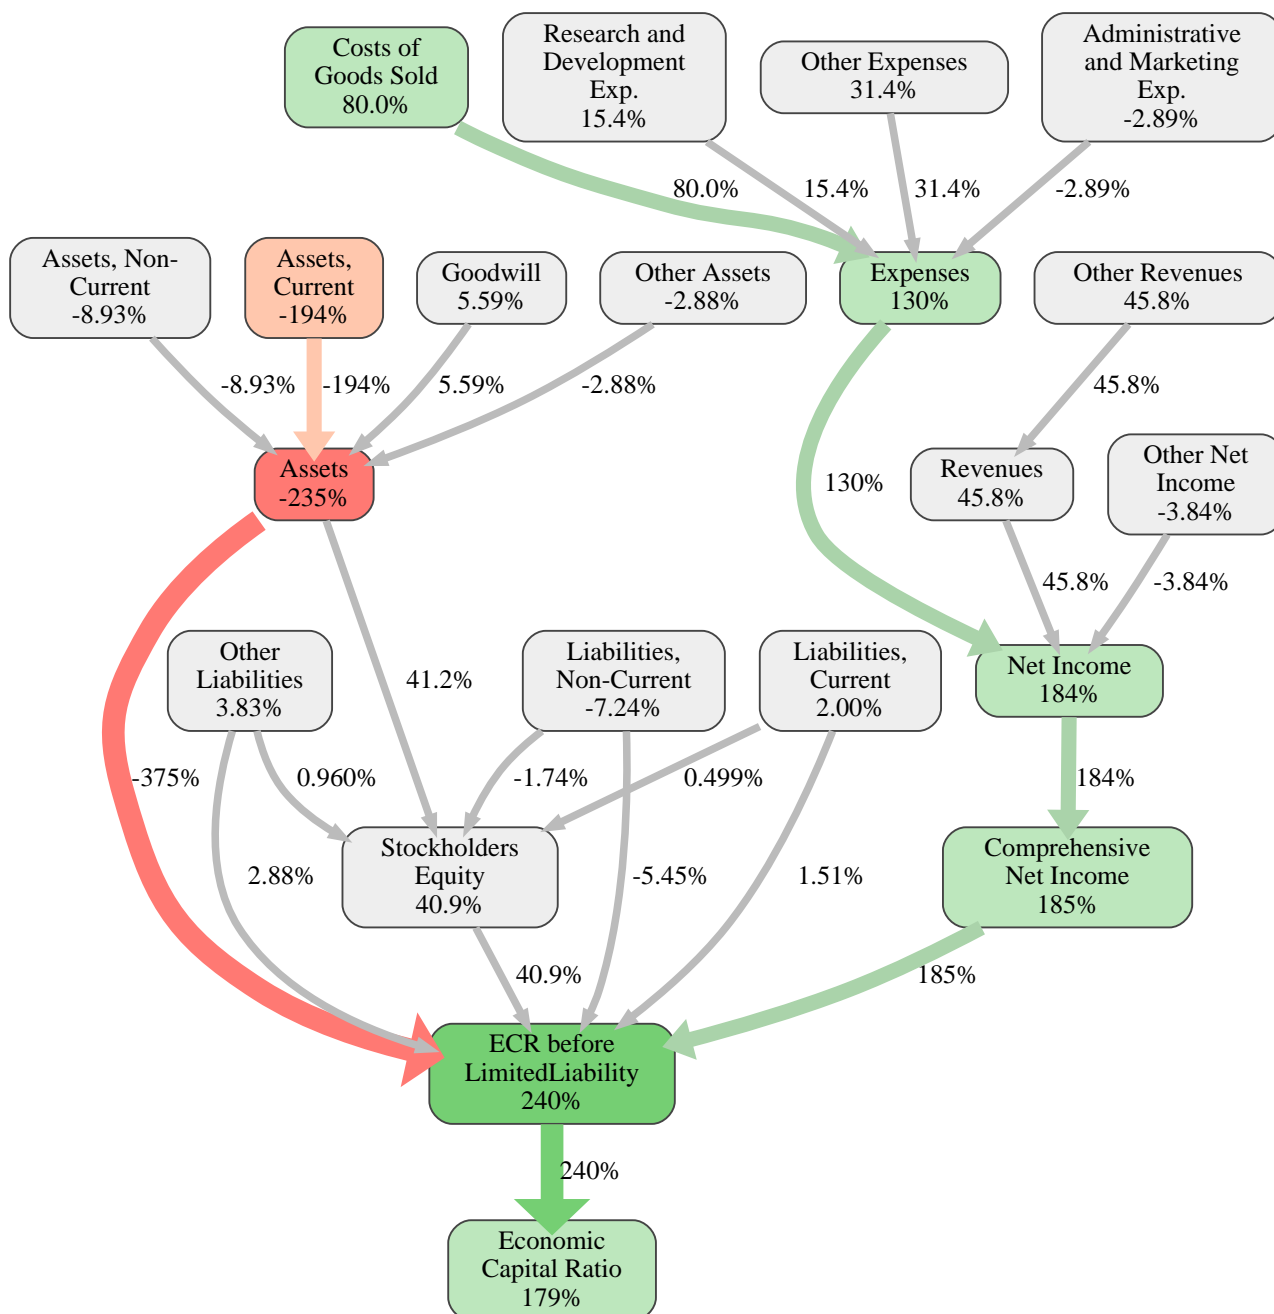 Costs of
Goods Sold
80.0%
Research and
Development
Exp.
15.4%
Other Expenses
31.4%
Administrative
and Marketing
Exp.
-2.89%
80.0%
15.4%
31.4%
-2.89%
Assets, Non-
Current
-8.93%
Assets,
Current
-194%
Goodwill
5.59%
Other Assets
-2.88%
Expenses
130%
Other Revenues
45.8%
-8.93%
-194%
5.59%
-2.88%
45.8%
Assets
-235%
130%
Revenues
45.8%
Other Net
Income
-3.84%
45.8%
-3.84%
Other
Liabilities
3.83%
41.2%
Liabilities,
Non-Current
-7.24%
Liabilities,
Current
2.00%
Net Income
184%
-375%
0.960%
-1.74%
0.499%
184%
2.88%
Stockholders
Equity
40.9%
-5.45%
1.51%
Comprehensive
Net Income
185%
40.9%
185%
ECR before
LimitedLiability
240%
240%
Economic
Capital Ratio
179%